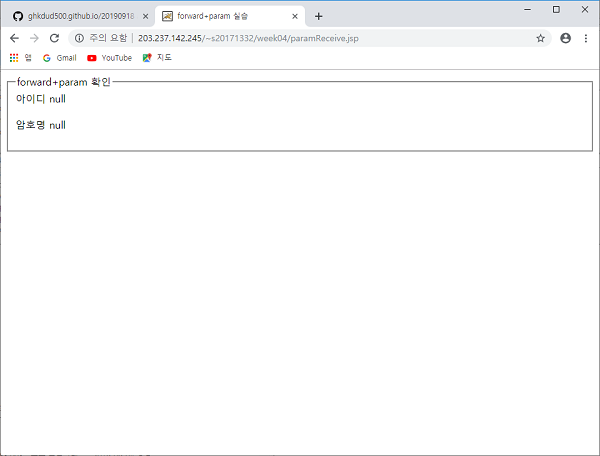 ghkdud500.github.io/20190918
forward+param 실습
주의 요함 | 203.237.142.245/~s20171332/week04/paramReceive.jsp
앱 Gmail YouTube 지도
forward+param 확인
아이디 null
암호명 null